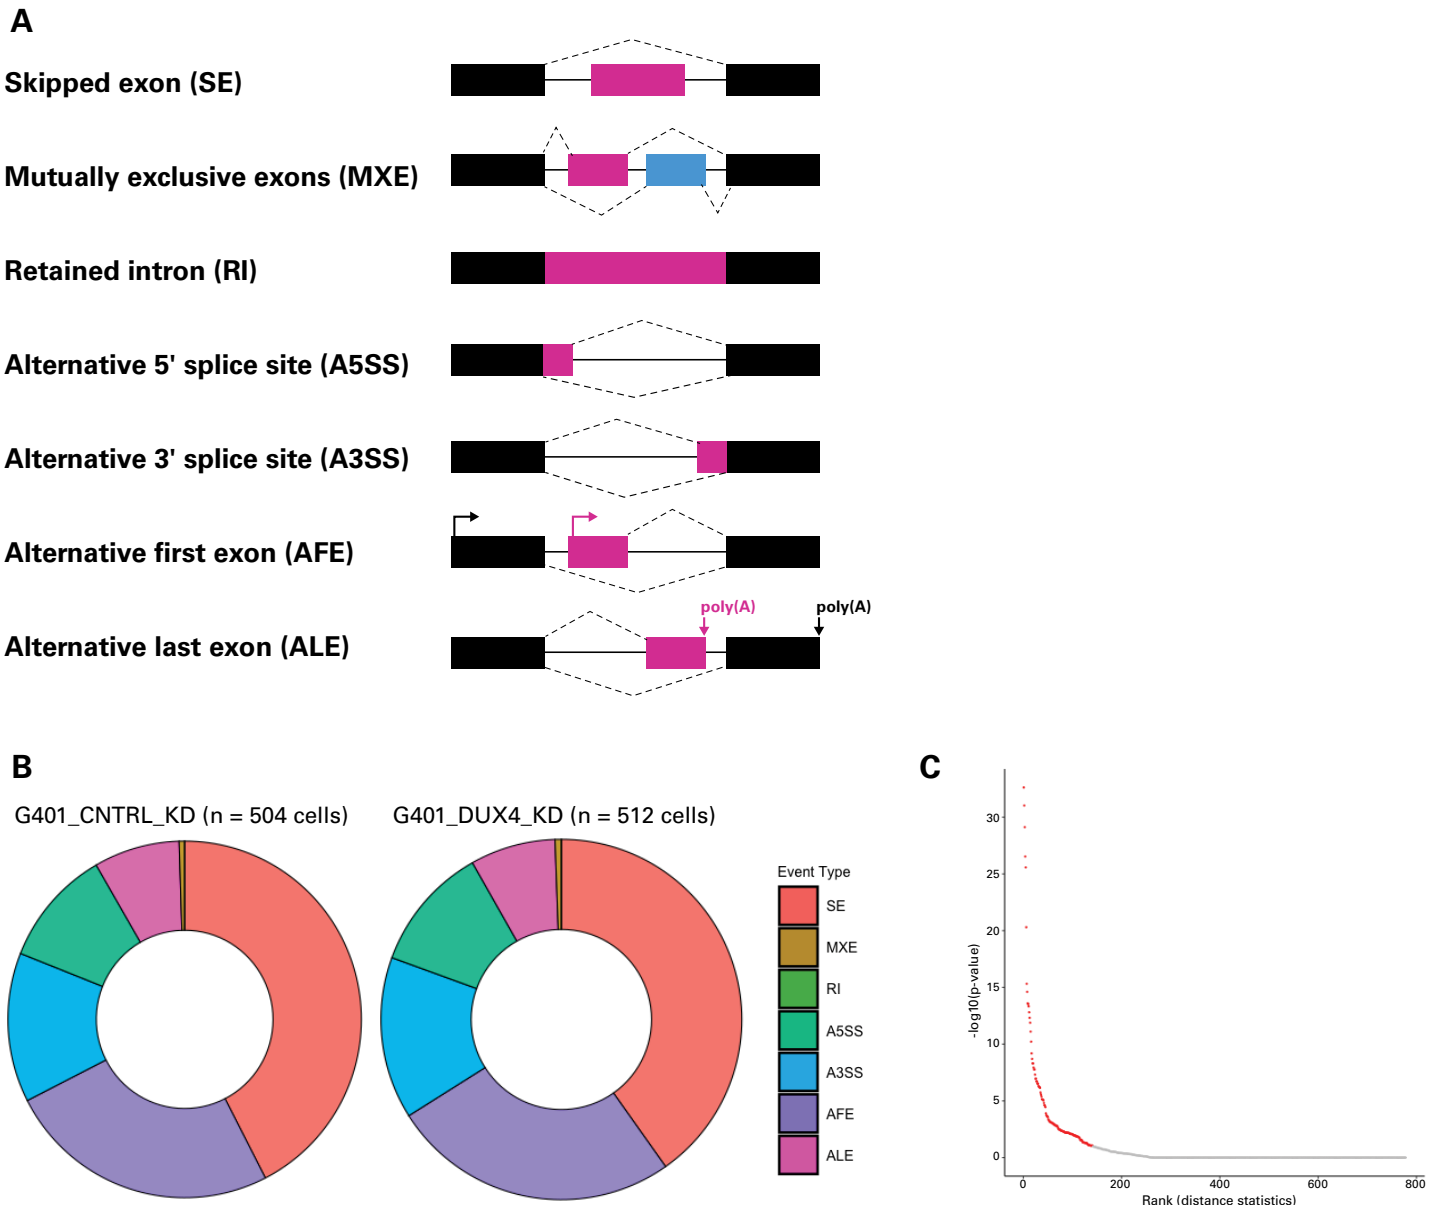 A
Skipped exon (SE)
Mutually exclusive exons (MXE)
Retained intron (RI)
Alternative 5' splice site (A5SS)
Alternative 3' splice site (A3SS)
Alternative first exon (AFE)
poly(A)
poly(A)
Alternative last exon (ALE)
B
G401_CNTRL_KD (n = 504 cells)
G401_DUX4_KD (n = 512 cells)
Event Type
SE
MXE
RI
A5SS
A3SS
AFE
ALE
C
-log10(p-value)
30
25
20
15
10
5
0
0
200
400
600
800
Rank (distance statistics)